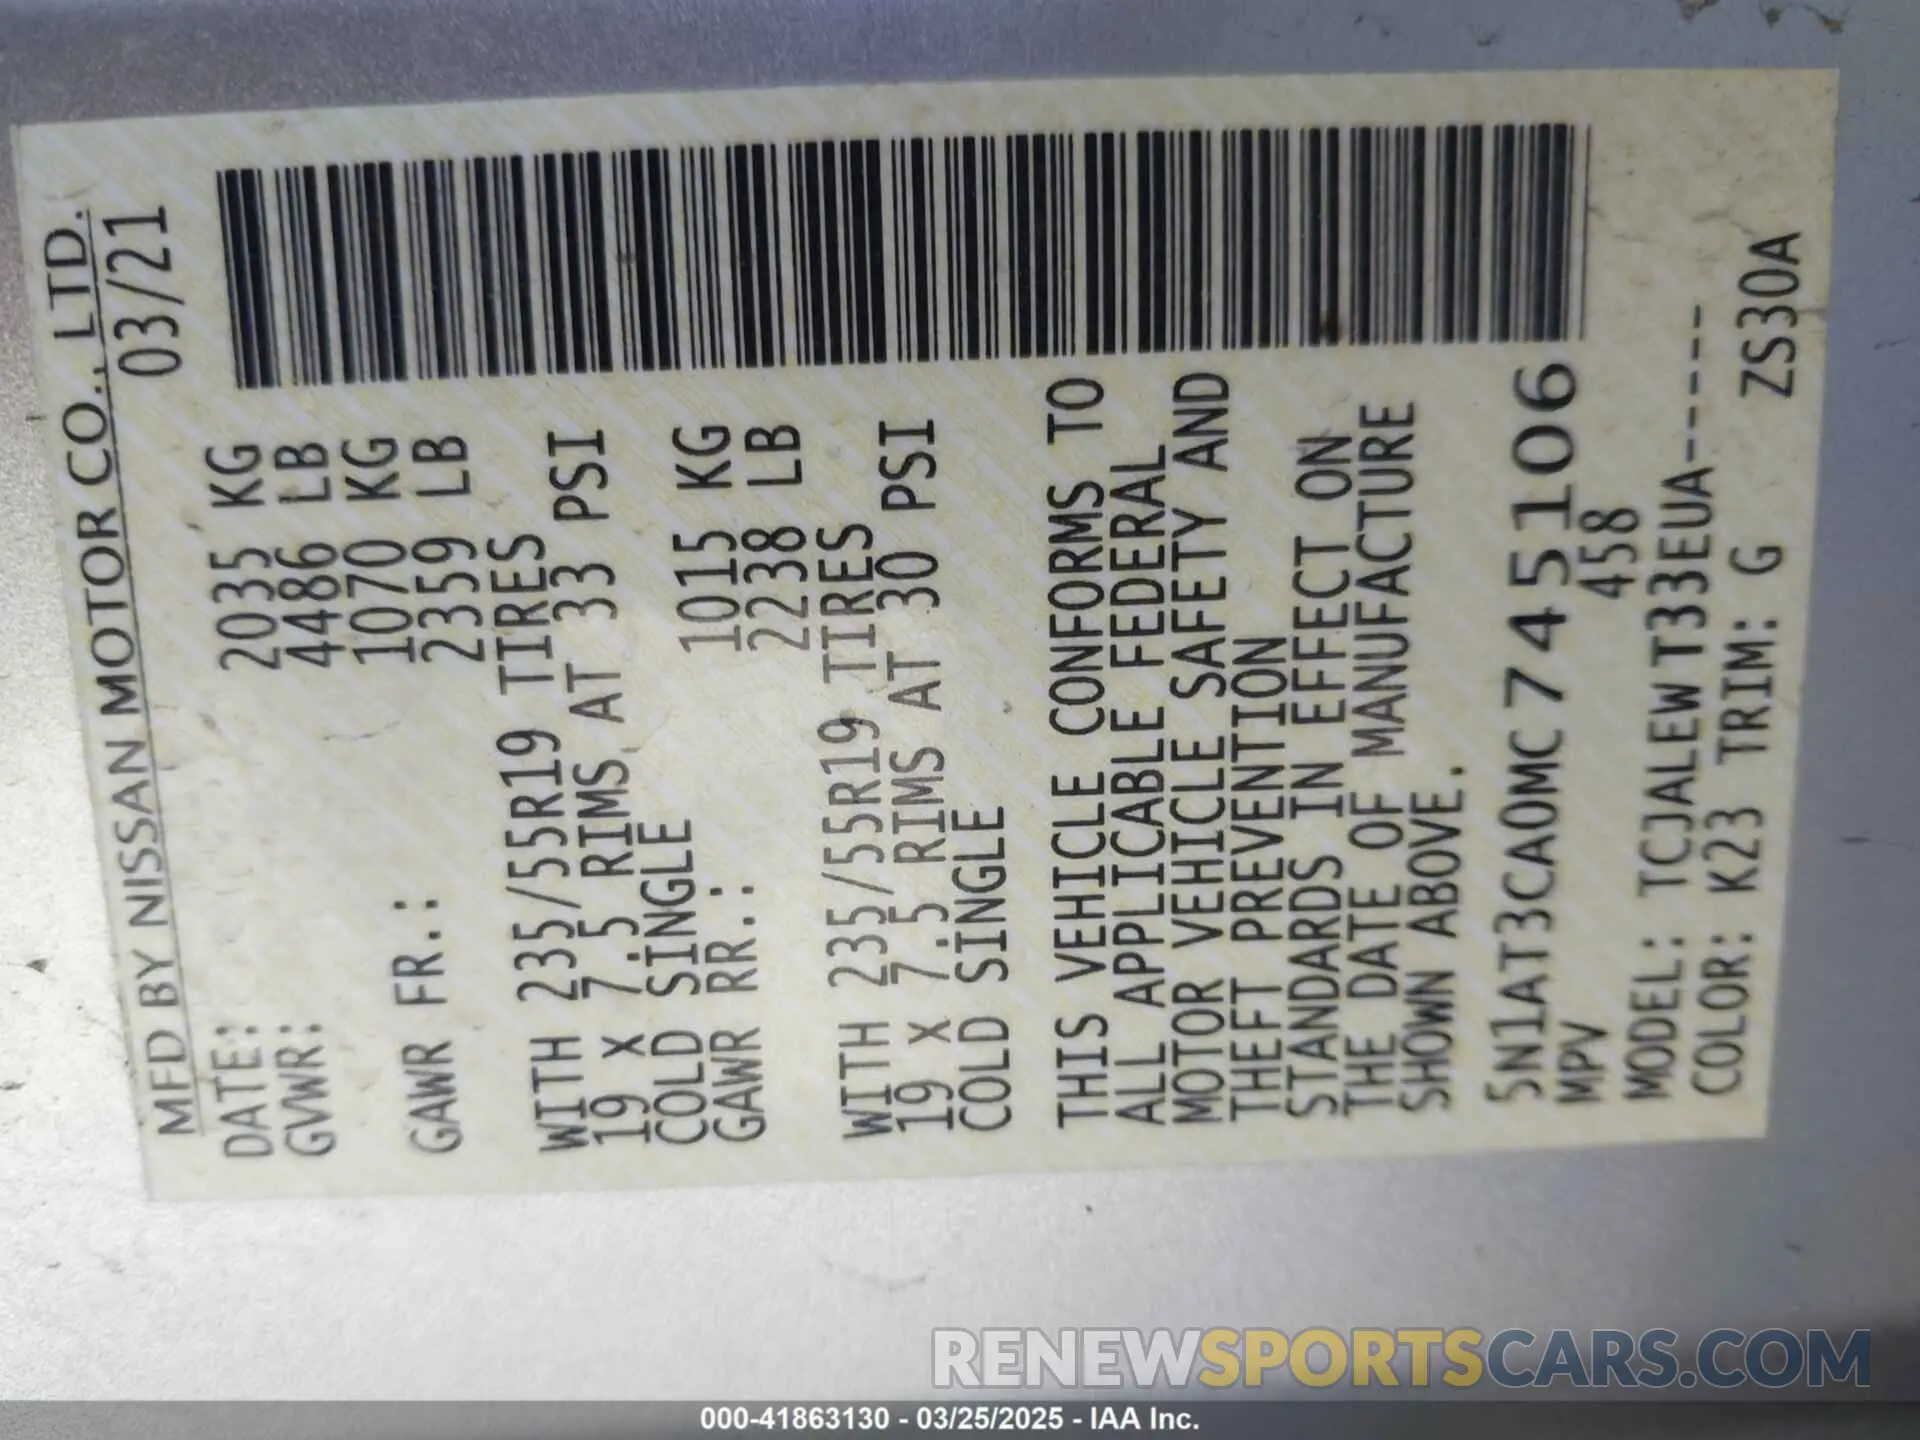 MFD BY NISSAN MOTOR CO., LTD.
DATE: 03/21
GVWR: 2035 KG
4486 LB
GAWR FR.: 1070 KG
2359 LB
WITH 235/55R19 TIRES
19 x 7.5 RIMS AT 33 PSI
COLD SINGLE
GAWR RR.: 1015 KG
2238 LB
WITH 235/55R19 TIRES
19 x 7.5 RIMS AT 30 PSI
COLD SINGLE
THIS VEHICLE CONFORMS TO
ALL APPLICABLE FEDERAL
MOTOR VEHICLE SAFETY AND
THEFT PREVENTION
STANDARDS IN EFFECT ON
THE DATE OF MANUFACTURE
SHOWN ABOVE.
5N1AT3CA0MC745106
MPV 458
MODEL: TCJALEWT33EUA-----
COLOR: K23 TRIM: G
ZS30A
RENEWSPORTSCARS.COM
000-41863130 - 03/25/2025 - IAA Inc.